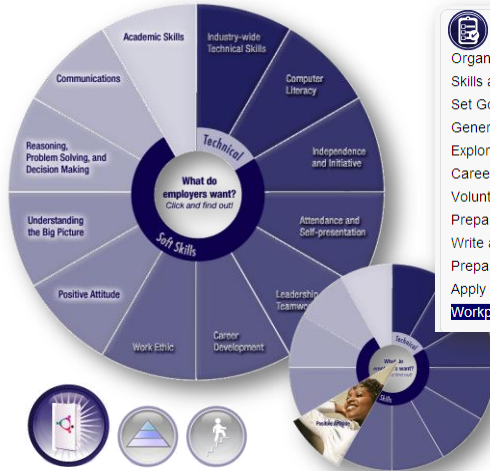 Academic Skills
Industry-wide
Technical Skills
Communications
Computer
Literacy
Technical
Reasoning,
Problem Solving, and
Decision Making
Independence
and Initiative
What do
employers want?
Click and find out!
Understanding
the Big Picture
Attendance and
Self-presentation
Soft Skills
Positive Attitude
Leadership
Teamwo
Work Ethic
Career
Development
Organ
Skills a
Set Go
Gener
Explor
Caree
Volunt
Prepa
Write a
Prepa
Apply
Workp
Technical
want?
Skills
Positive Attitude